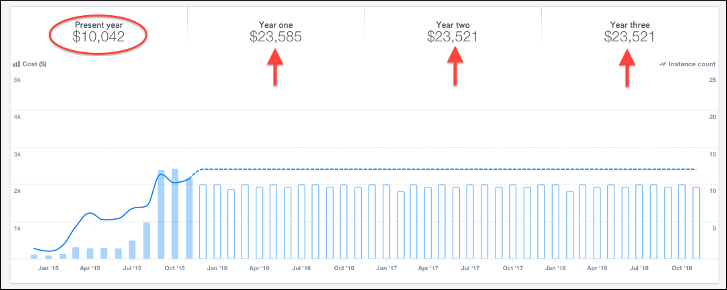 Present year Year one Year two Year three
$10,042 $23,585 $23,521 $23,521
Cost ($) Instance count
5k 25
4k 20
3k 15
2k 10
1k 5
Jan '15 Apr '15 Jul '15 Oct '15 Jan '16 Apr '16 Jul '16 Oct '16 Jan '17 Apr '17 Jul '17 Oct '17 Jan '18 Apr '18 Jul '18 Oct '18